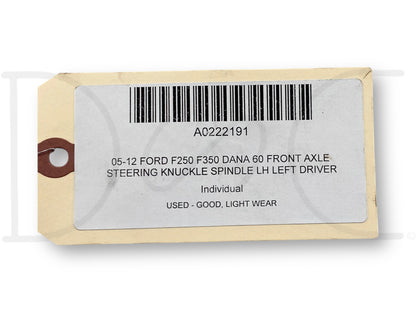 A0222191
05-12 FORD F250 F350 DANA 60 FRONT AXLE
STEERING KNUCKLE SPINDLE LH LEFT DRIVER
Individual
USED - GOOD, LIGHT WEAR